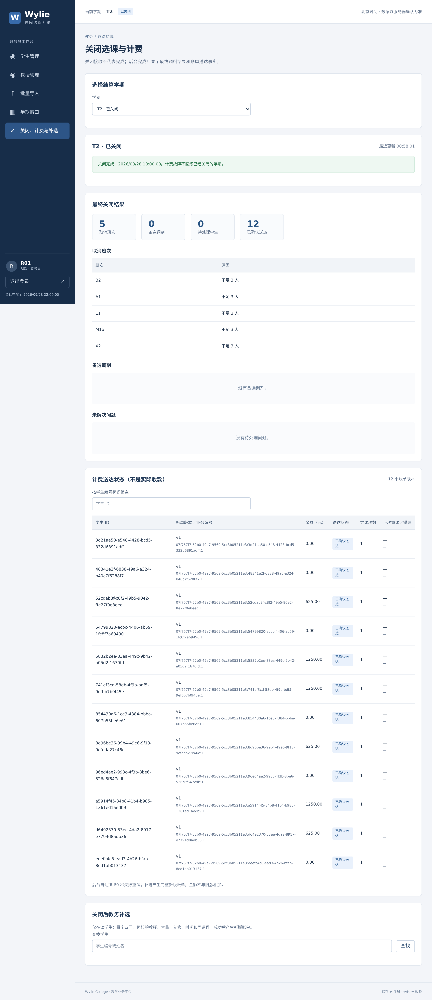 W
Wylie
校园选课系统
教务员工作台
◉ 学生管理
◉ 教授管理
↑ 批量导入
▦ 学期窗口
✓ 关闭、计费与补选
R
R01
R01 · 教务员
退出登录 ↗
会话有效至 2026/09/28 22:00:00
当前学期 T2 已关闭
北京时间 · 数据以服务器确认为准
教务 / 选课结算
关闭选课与计费
关闭接收不代表完成；后台完成后显示最终调剂结果和账单送达事实。
选择结算学期
学期
T2 · 已关闭
T2 · 已关闭
最近更新 00:58:01
关闭完成：2026/09/28 10:00:00。计费故障不回滚已经关闭的学期。
最终关闭结果
5
取消班次
0
备选调剂
0
待处理学生
12
已确认送达
取消班次
班次 原因
B2 不足 3 人
A1 不足 3 人
E1 不足 3 人
M1b 不足 3 人
X2 不足 3 人
备选调剂
没有备选调剂。
未解决问题
没有待处理问题。
计费送达状态（不是实际收款）
12 个账单版本
按学生编号标识筛选
学生 ID
学生 ID 账单版本／业务编号 金额（元） 送达状态 尝试次数 下次重试／错误
3d21aa50-e548-4428-bcd5-
332d6891adff
v1
07f757f7-52b0-49a7-9569-5cc3b05211e3:3d21aa50-e548-4428-bcd5-
332d6891adff:1
0.00
已确认送
达
1
—
—
48341e2f-6838-49a6-a324-
b40c7f6288f7
v1
07f757f7-52b0-49a7-9569-5cc3b05211e3:48341e2f-6838-49a6-a324-
b40c7f6288f7:1
0.00
已确认送
达
1
—
—
52cdab8f-c8f2-49b5-90e2-
ffe27f0e8eed
v1
07f757f7-52b0-49a7-9569-5cc3b05211e3:52cdab8f-c8f2-49b5-90e2-
ffe27f0e8eed:1
625.00
已确认送
达
1
—
—
54799820-ecbc-4406-ab59-
1fc8f7a69490
v1
07f757f7-52b0-49a7-9569-5cc3b05211e3:54799820-ecbc-4406-ab59-
1fc8f7a69490:1
0.00
已确认送
达
1
—
—
5832b2ee-83ea-449c-9b42-
a05d2f1670fd
v1
07f757f7-52b0-49a7-9569-5cc3b05211e3:5832b2ee-83ea-449c-9b42-
a05d2f1670fd:1
1250.00
已确认送
达
1
—
—
741ef3cd-58db-4f9b-bdf5-
9efbb7b0f45e
v1
07f757f7-52b0-49a7-9569-5cc3b05211e3:741ef3cd-58db-4f9b-bdf5-
9efbb7b0f45e:1
1250.00
已确认送
达
1
—
—
854430a6-1ce3-4384-bbba-
607b55be6e61
v1
07f757f7-52b0-49a7-9569-5cc3b05211e3:854430a6-1ce3-4384-bbba-
607b55be6e61:1
0.00
已确认送
达
1
—
—
8d96be36-99b4-49e6-9f13-
9efeda27c46c
v1
07f757f7-52b0-49a7-9569-5cc3b05211e3:8d96be36-99b4-49e6-9f13-
9efeda27c46c:1
625.00
已确认送
达
1
—
—
96ed4ae2-993c-4f3b-8be6-
526c6f647cdb
v1
07f757f7-52b0-49a7-9569-5cc3b05211e3:96ed4ae2-993c-4f3b-8be6-
526c6f647cdb:1
0.00
已确认送
达
1
—
—
a5914f45-84b8-41b4-b985-
1361ed1aedb9
v1
07f757f7-52b0-49a7-9569-5cc3b05211e3:a5914f45-84b8-41b4-b985-
1361ed1aedb9:1
1250.00
已确认送
达
1
—
—
d6492370-53ee-4da2-8917-
e7794d8adb36
v1
07f757f7-52b0-49a7-9569-5cc3b05211e3:d6492370-53ee-4da2-8917-
e7794d8adb36:1
625.00
已确认送
达
1
—
—
eeefc4c8-ead3-4b26-bfab-
8ed1ab013137
v1
07f757f7-52b0-49a7-9569-5cc3b05211e3:eeefc4c8-ead3-4b26-bfab-
8ed1ab013137:1
0.00
已确认送
达
1
—
—
后台自动按 60 秒失败重试；补选产生完整新版账单，金额不与旧版相加。
关闭后教务补选
仅在读学生；最多四门，仍校验教授、容量、先修、时间和同课程。成功后产生新版账单。
查找学生
学生编号或姓名
查找
Wylie College · 教学业务平台
保存 ≠ 注册 · 送达 ≠ 收款